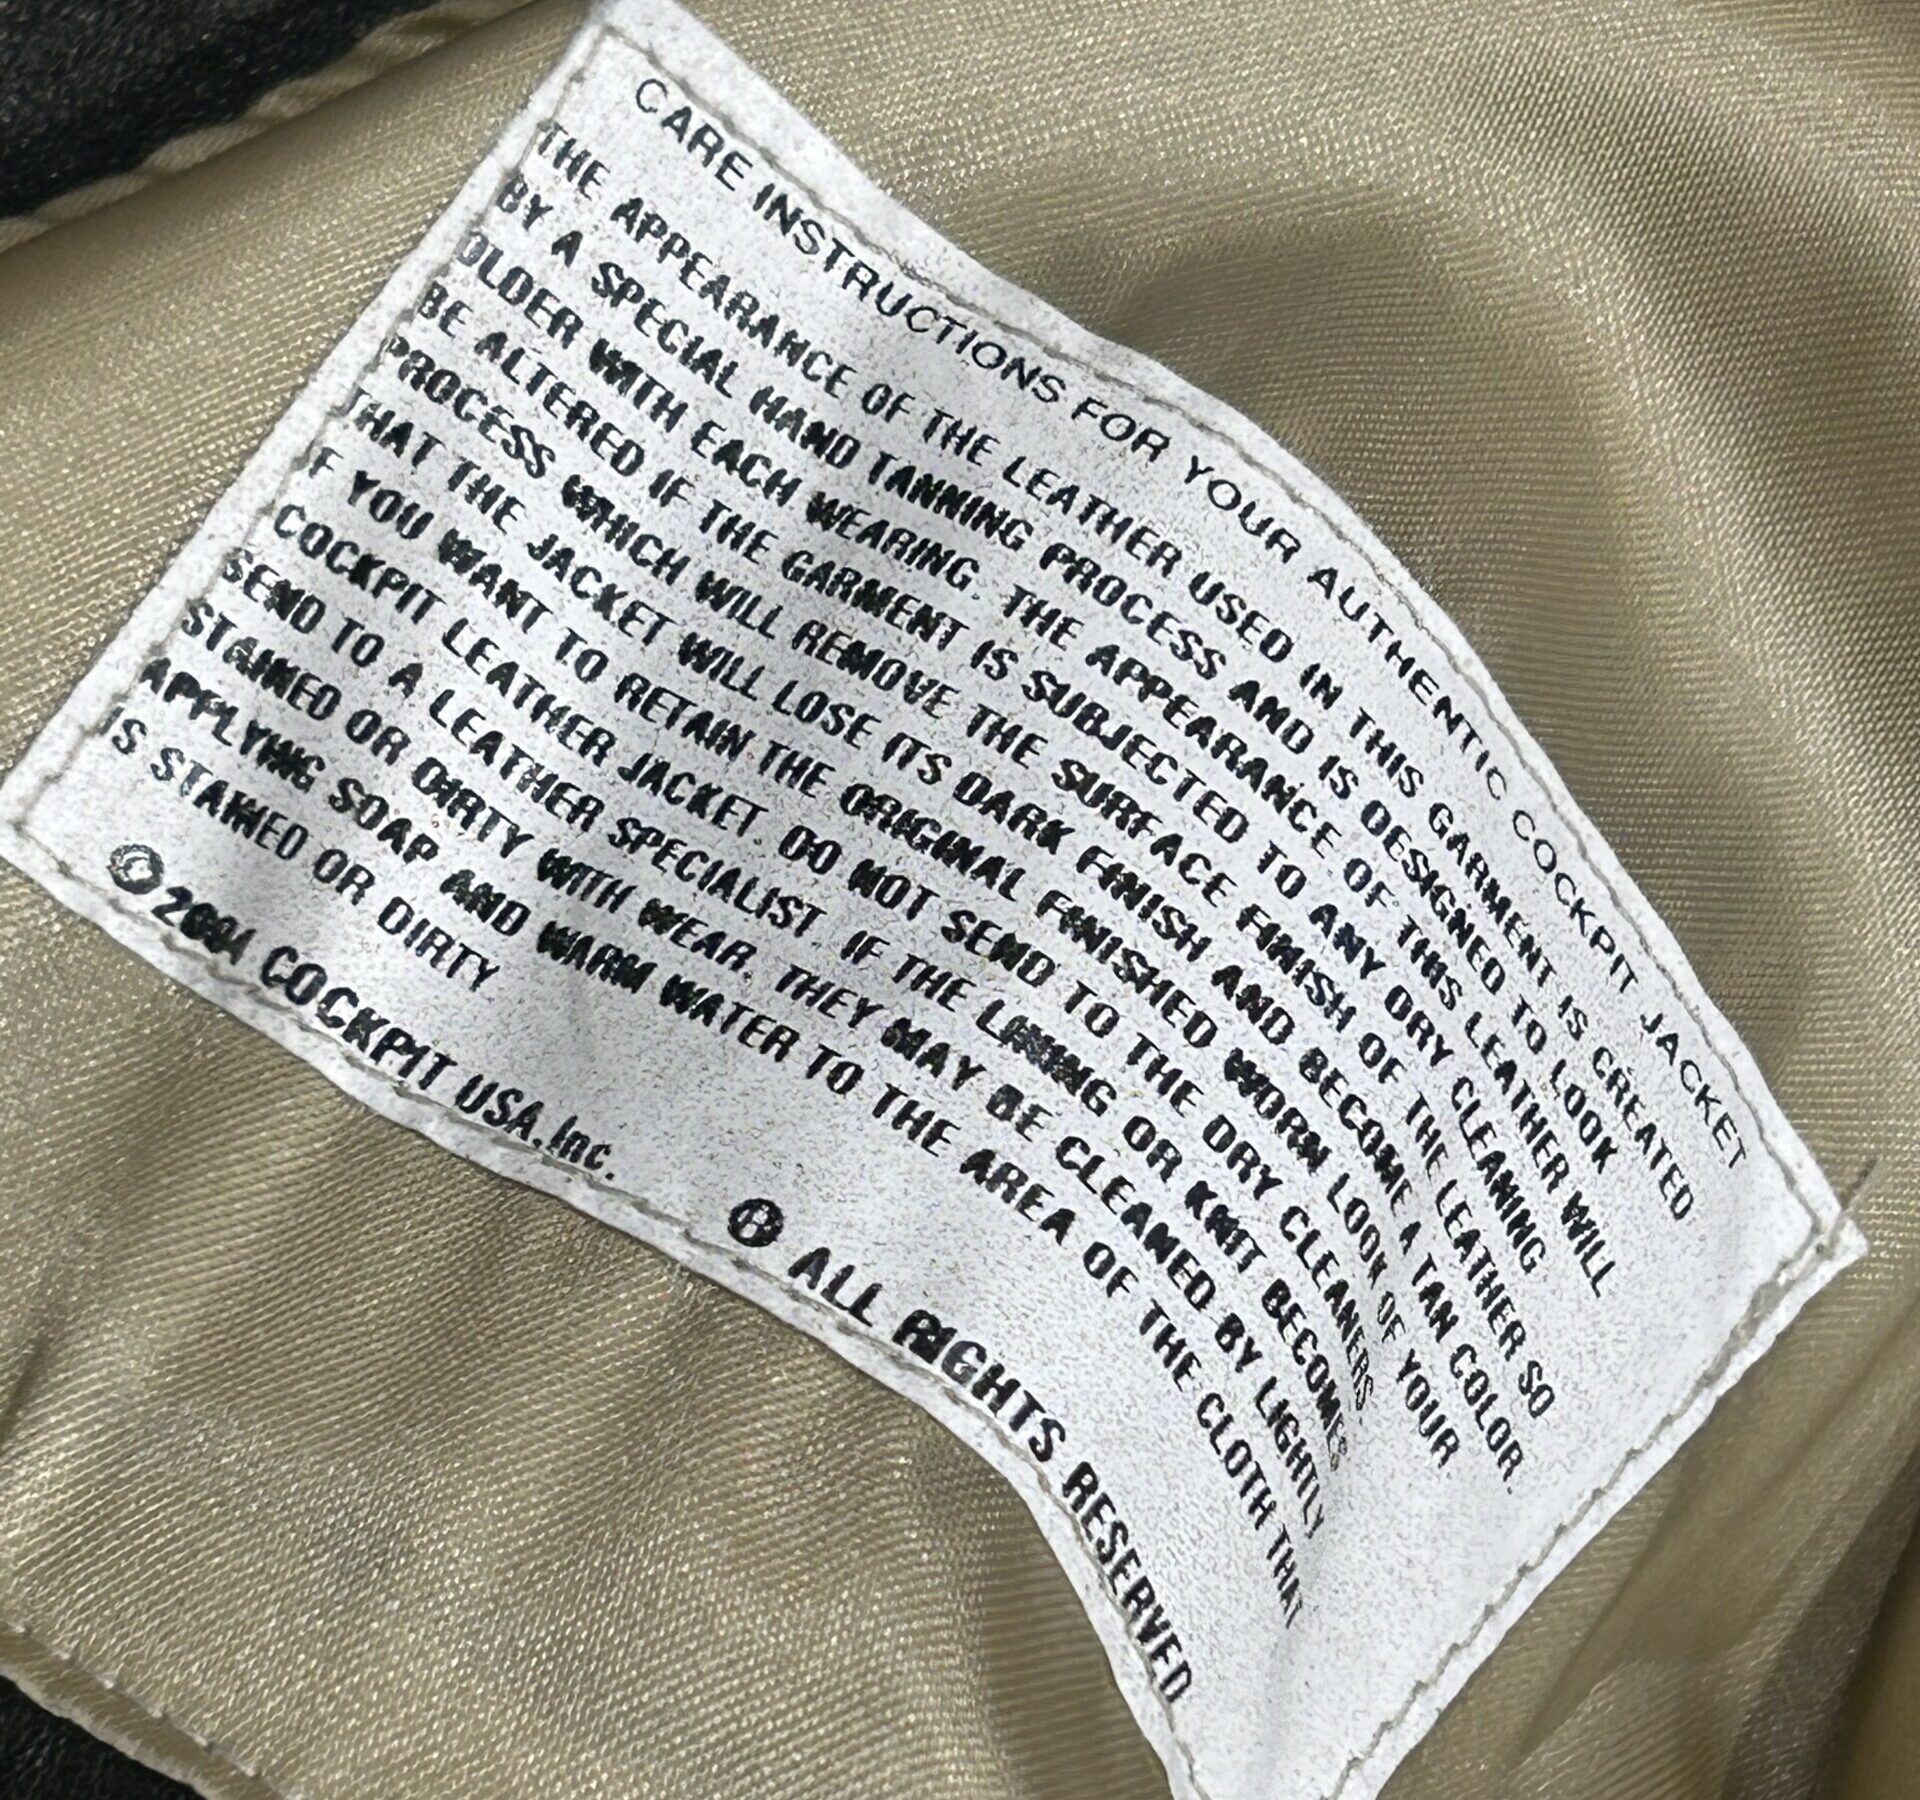 CARE INSTRUCTIONS FOR YOUR AUTHENTIC COCKPIT JACKET
THE APPEARANCE OF THE LEATHER USED IN THIS GARMENT IS CREATED
BY A SPECIAL HAND TANNING PROCESS AND IS DESIGNED TO LOOK
OLDER WITH EACH WEARING. THE APPEARANCE OF THIS LEATHER WILL
BE ALTERED IF THE GARMENT IS SUBJECTED TO ANY DRY CLEANING
PROCESS WHICH WILL REMOVE THE SURFACE FINISH OF THE LEATHER SO
THAT THE JACKET WILL LOSE ITS DARK FINISH AND BECOME A TAN COLOR.
IF YOU WANT TO RETAIN THE ORIGINAL FINISHED WORN LOOK OF YOUR
COCKPIT LEATHER JACKET. DO NOT SEND TO THE DRY CLEANERS.
SEND TO A LEATHER SPECIALIST. IF THE LINING OR KNIT BECOMES
STAINED OR DIRTY WITH WEAR, THEY MAY BE CLEANED BY LIGHTLY
APPLYING SOAP AND WARM WATER TO THE AREA OF THE CLOTH THAT
IS STAINED OR DIRTY
© 2004 COCKPIT USA.Inc. ® ALL RIGHTS RESERVED